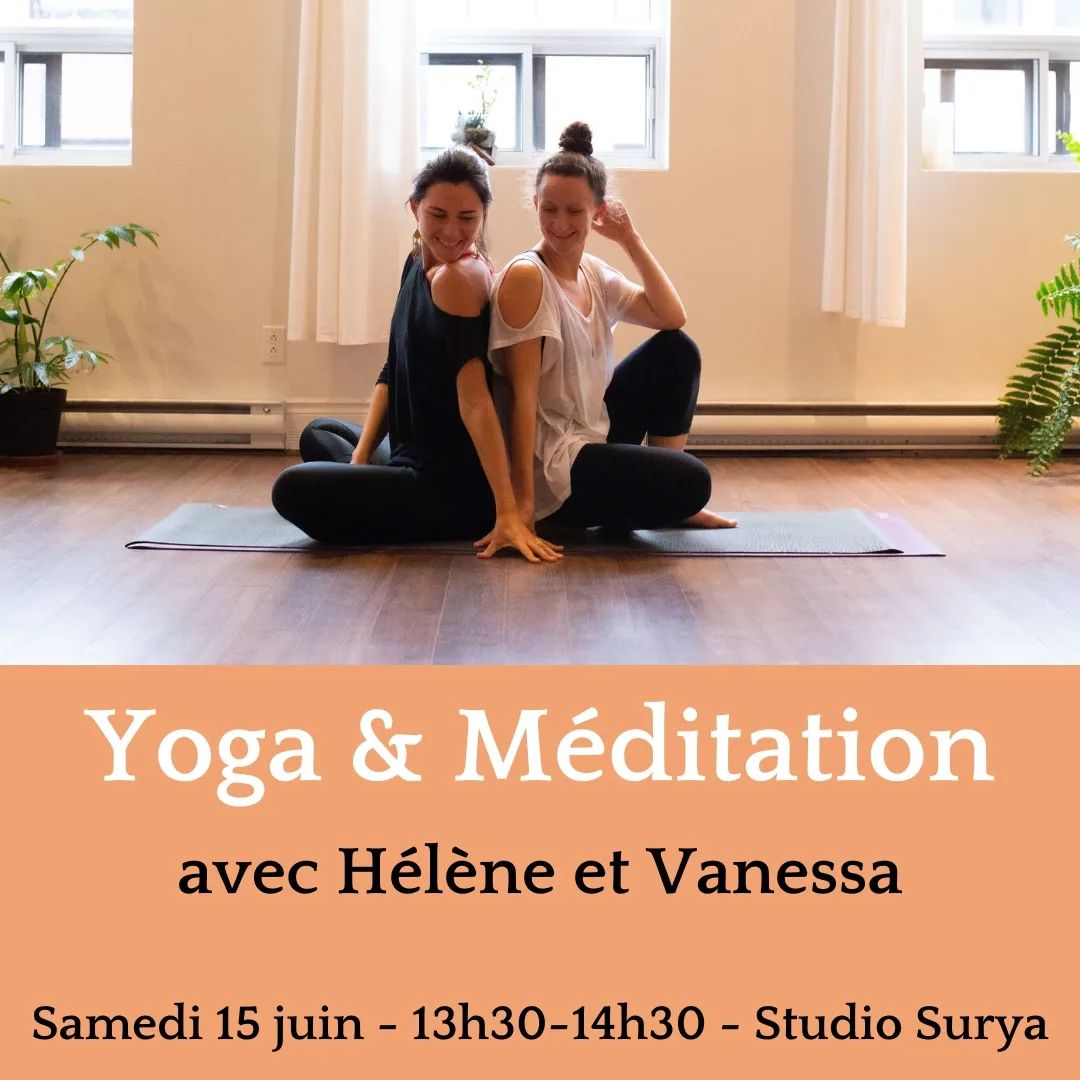 Yoga & Méditation
avec Hélène et Vanessa
Samedi 15 juin - 13h30-14h30 - Studio Surya